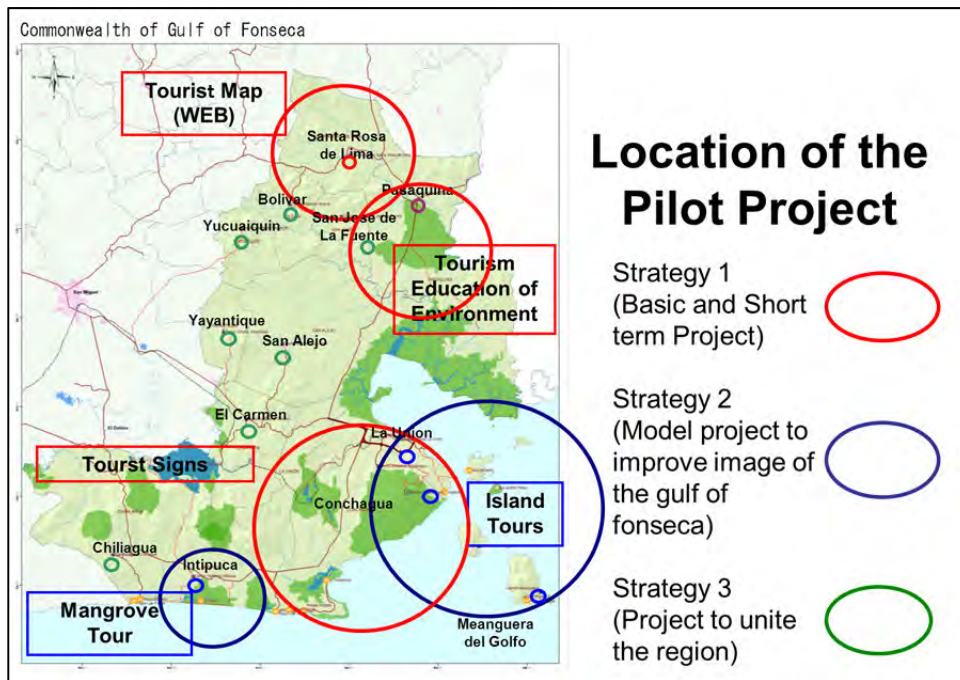 Commonwealth of Gulf of Fonseca
Tourist Map
(WEB)
Santa Rosa
de Lima
Pasaquina
Bolivar
San Jose de
La Fuente
Yucuaiquin
Tourism
Education of
Environment
Yayantique
San Alejo
El Carmen
La Union
Tourst Signs
Conchagua
Island
Tours
Chiliagua
Intipuca
Mangrove
Tour
Meanguera
del Golfo
Location of the
Pilot Project
Strategy 1
(Basic and Short
term Project)
Strategy 2
(Model project to
improve image of
the gulf of
fonseca)
Strategy 3
(Project to unite
the region)